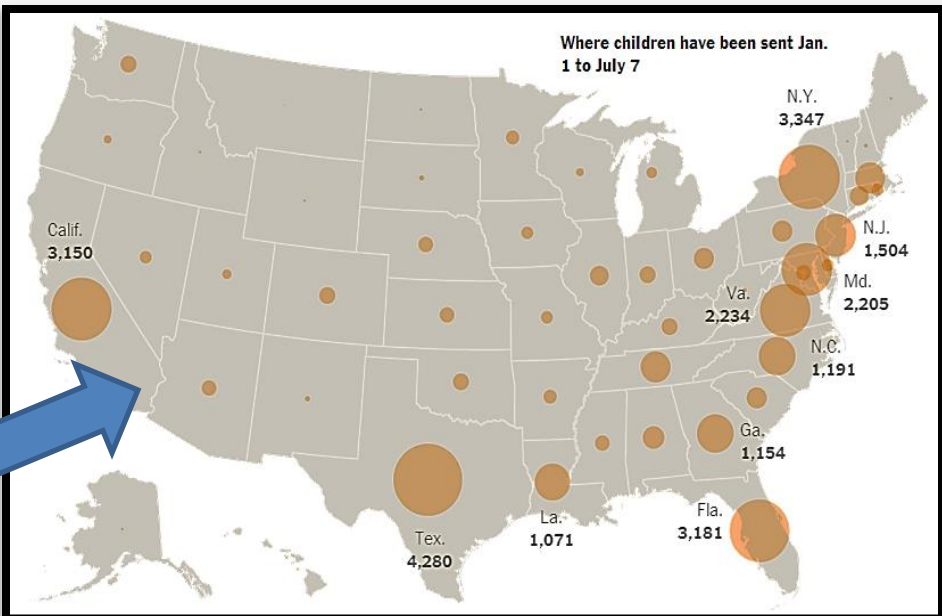 Where children have been sent Jan.
1 to July 7
N.Y.
3,347
Calif.
3,150
N.J.
1,504
Md.
2,205
Va.
2,234
N.C.
1,191
Ga.
1,154
Fla.
3,181
La.
1,071
Tex.
4,280